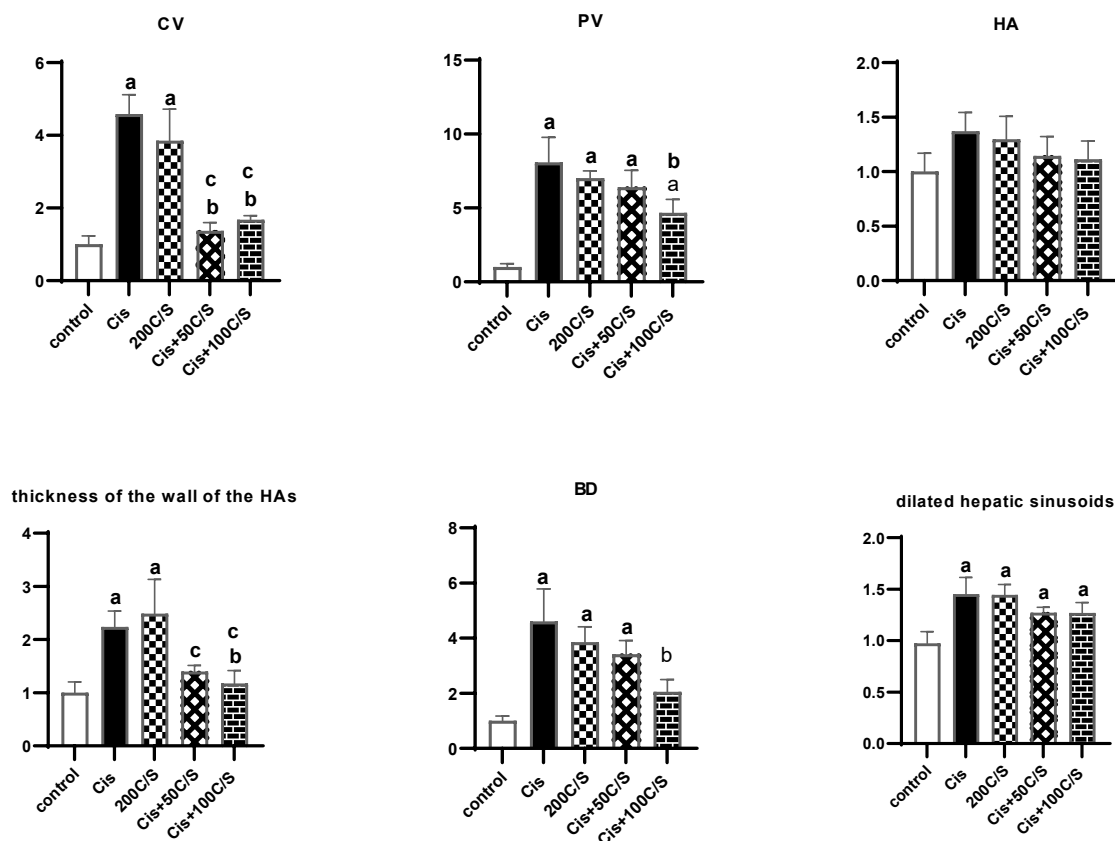 CV
6
4
2
0
a
a
c
b
c
b
control
Cis
200C/S
Cis+50C/S
Cis+100C/S
PV
15
10
5
0
a
a
a
b
a
control
Cis
200C/S
Cis+50C/S
Cis+100C/S
HA
2.0
1.5
1.0
0.5
0.0
control
Cis
200C/S
Cis+50C/S
Cis+100C/S
thickness of the wall of the HAs
4
3
2
1
0
a
a
c
c
b
control
Cis
200C/S
Cis+50C/S
Cis+100C/S
BD
8
6
4
2
0
a
a
a
b
control
Cis
200C/S
Cis+50C/S
Cis+100C/S
dilated hepatic sinusoids
2.0
1.5
1.0
0.5
0.0
a
a
a
a
control
Cis
200C/S
Cis+50C/S
Cis+100C/S